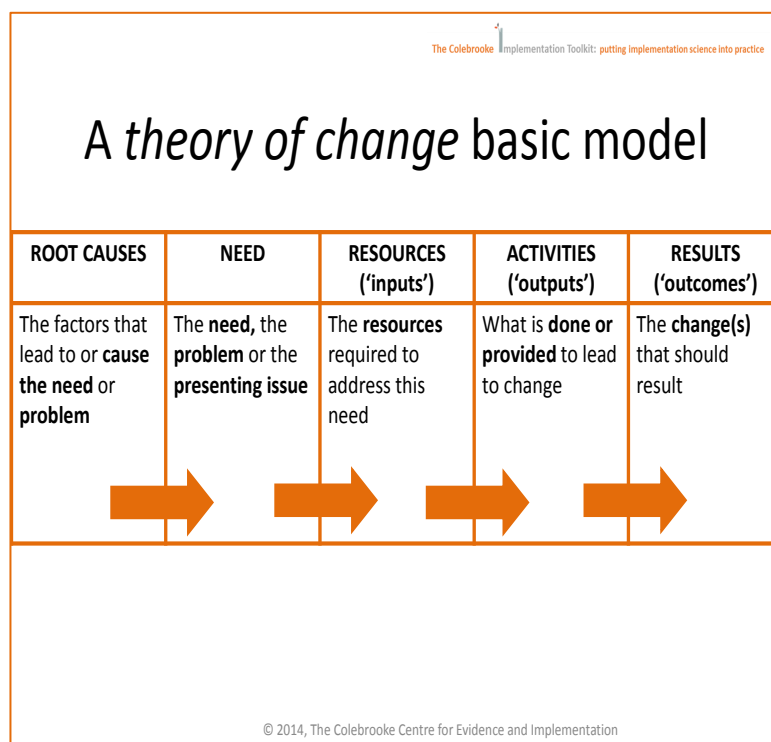 The Colebrooke Implementation Toolkit: putting implementation science into practice
A theory of change basic model
ROOT CAUSES
NEED
RESOURCES
(‘inputs’)
ACTIVITIES
(‘outputs’)
RESULTS
(‘outcomes’)
The factors that
lead to or cause
the need or
problem
The need, the
problem or the
presenting issue
The resources
required to
address this
need
What is done or
provided to lead
to change
The change(s)
that should
result
© 2014, The Colebrooke Centre for Evidence and Implementation